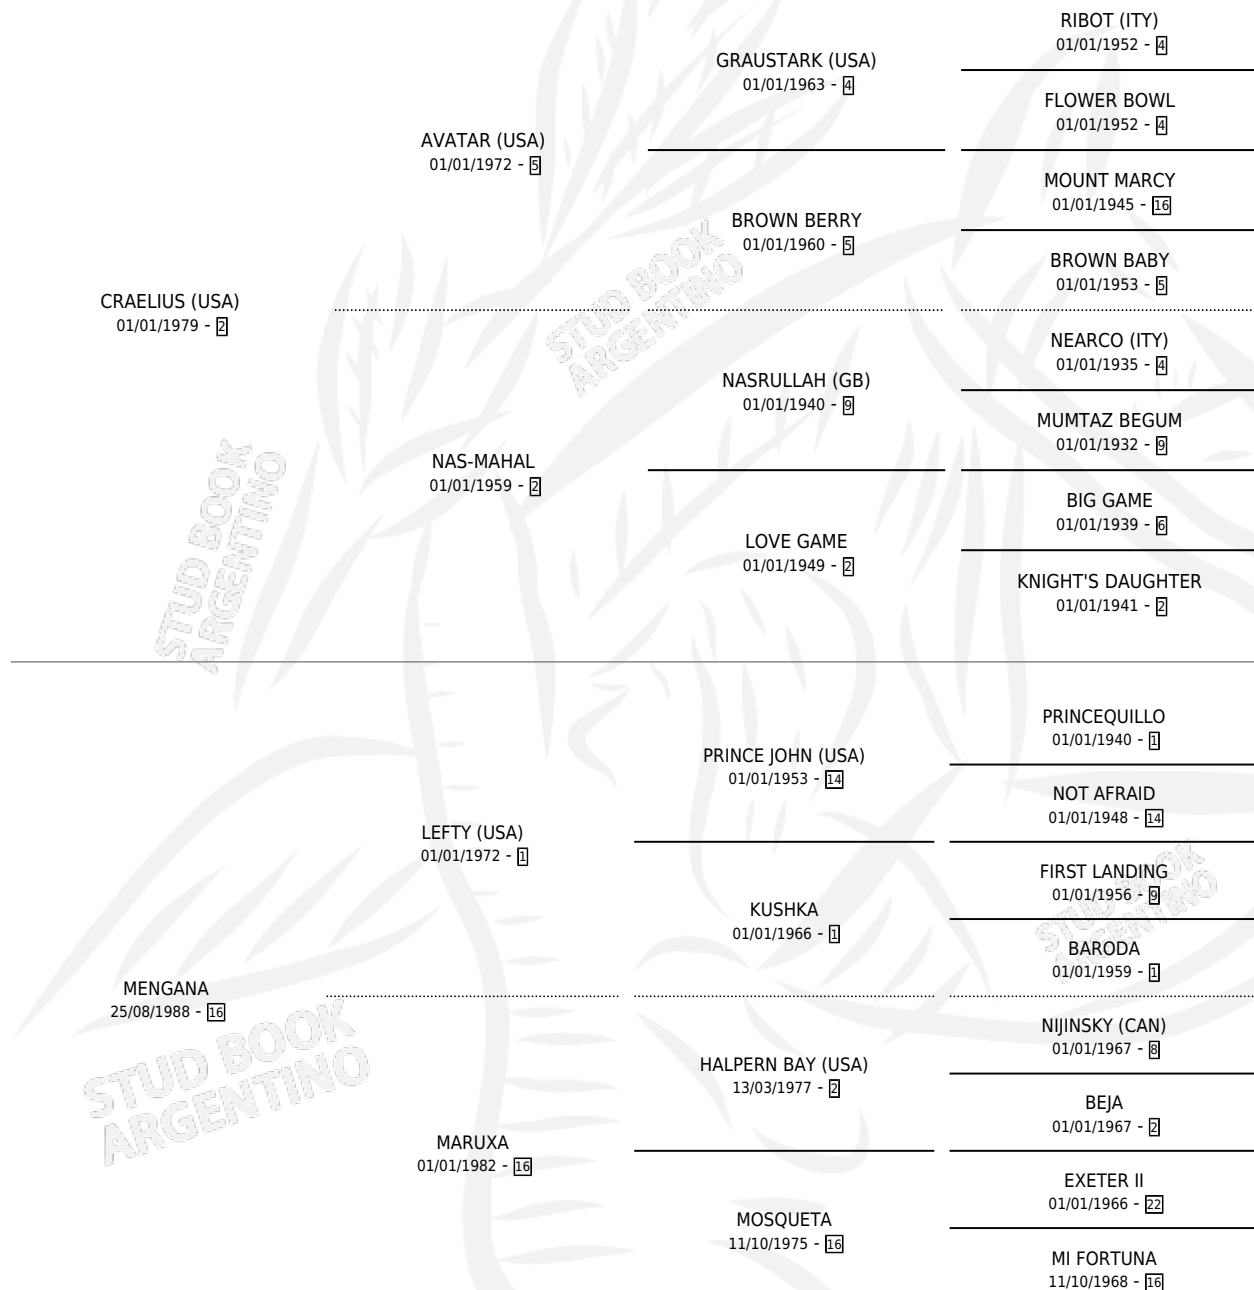 RIBOT (ITY)
01/01/1952 - 4
GRAUSTARK (USA)
01/01/1963 - 4
FLOWER BOWL
01/01/1952 - 4
AVATAR (USA)
01/01/1972 - 5
MOUNT MARCY
01/01/1945 - 16
BROWN BERRY
01/01/1960 - 5
BROWN BABY
01/01/1953 - 5
CRAELIUS (USA)
01/01/1979 - 2
STUD BOOK
ARGENTINO
NEARCO (ITY)
01/01/1935 - 4
NASRULLAH (GB)
01/01/1940 - 9
MUMTAZ BEGUM
01/01/1932 - 9
NAS-MAHAL
01/01/1959 - 2
BIG GAME
01/01/1939 - 6
LOVE GAME
01/01/1949 - 2
KNIGHT'S DAUGHTER
01/01/1941 - 2
STUD BOOK
ARGENTINO
PRINCEQUILLO
01/01/1940 - 1
PRINCE JOHN (USA)
01/01/1953 - 14
NOT AFRAID
01/01/1948 - 14
LEFTY (USA)
01/01/1972 - 1
FIRST LANDING
01/01/1956 - 9
KUSHKA
01/01/1966 - 1
STUD BOOK
ARGENTINO
BARODA
01/01/1959 - 1
MENGANA
25/08/1988 - 16
STUD BOOK
ARGENTINO
NIJINSKY (CAN)
01/01/1967 - 8
HALPERN BAY (USA)
13/03/1977 - 2
BEJA
01/01/1967 - 2
MARUXA
01/01/1982 - 16
EXETER II
01/01/1966 - 22
MOSQUETA
11/10/1975 - 16
MI FORTUNA
11/10/1968 - 16